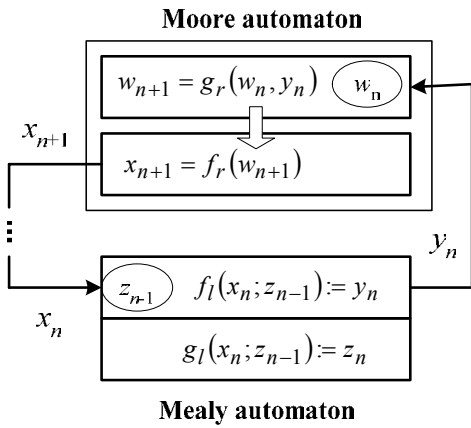 Moore automaton
w_{n+1} = g_r(w_n, y_n) w_n
x_{n+1}
x_{n+1} = f_r(w_{n+1})
y_n
z_{n-1} f_l(x_n; z_{n-1}) := y_n
x_n
g_l(x_n; z_{n-1}) := z_n
Mealy automaton